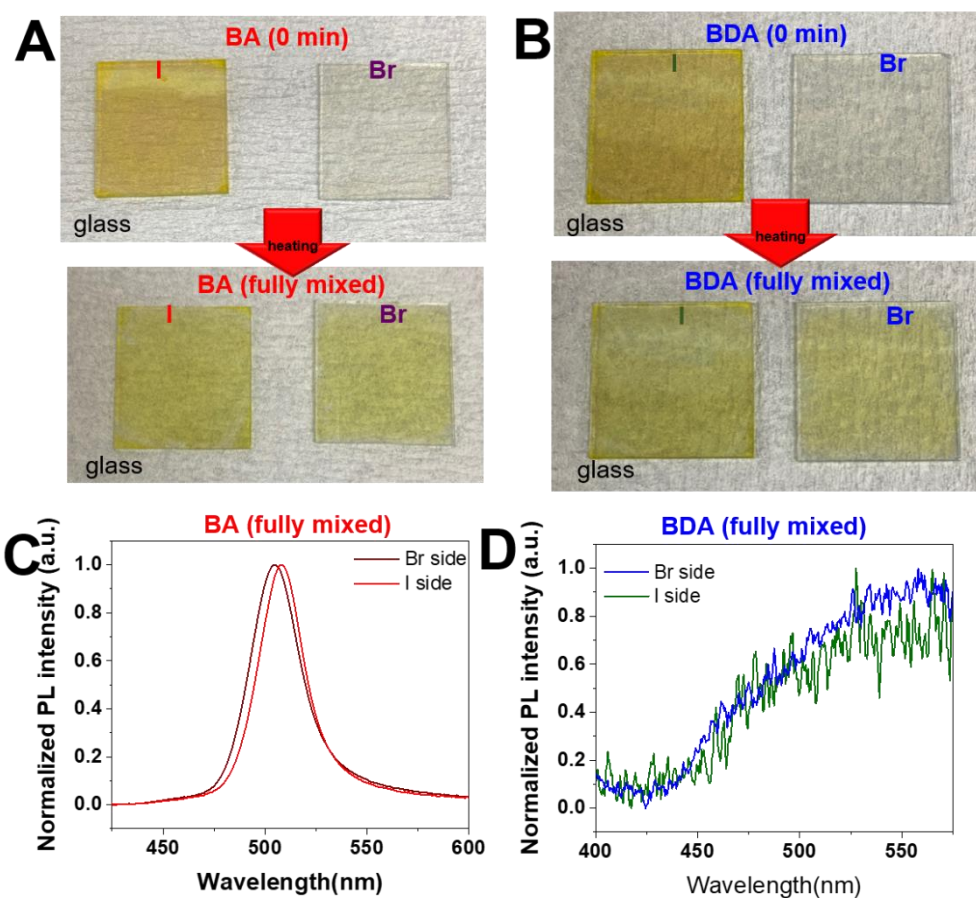 A
BA (0 min)
I
Br
glass
heating
BA (fully mixed)
I
Br
glass
B
BDA (0 min)
I
Br
glass
heating
BDA (fully mixed)
I
Br
glass
C
BA (fully mixed)
Normalized PL intensity (a.u.)
1.0
0.8
0.6
0.4
0.2
0.0
Br side
I side
450
500
550
600
Wavelength(nm)
D
BDA (fully mixed)
Normalized PL intensity (a.u.)
1.0
0.8
0.6
0.4
0.2
0.0
Br side
I side
400
450
500
550
Wavelength(nm)